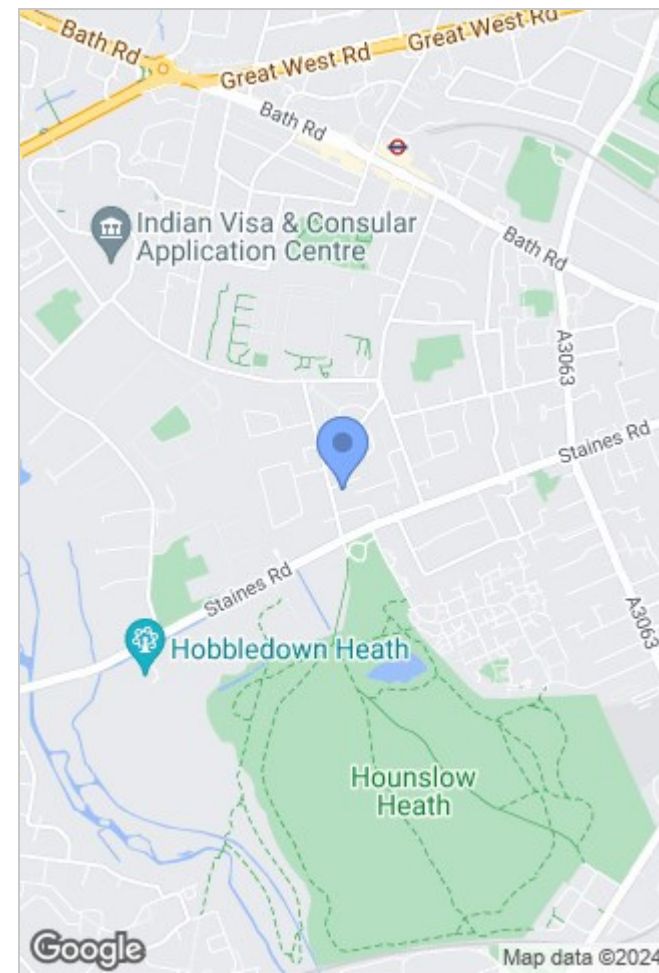 Bath Rd
Great West Rd
Great West Rd
Bath Rd
Indian Visa & Consular
Application Centre
Bath Rd
A3063
Staines Rd
Staines Rd
A3063
Hobbledown Heath
Hounslow
Heath
Google
Map data ©2024